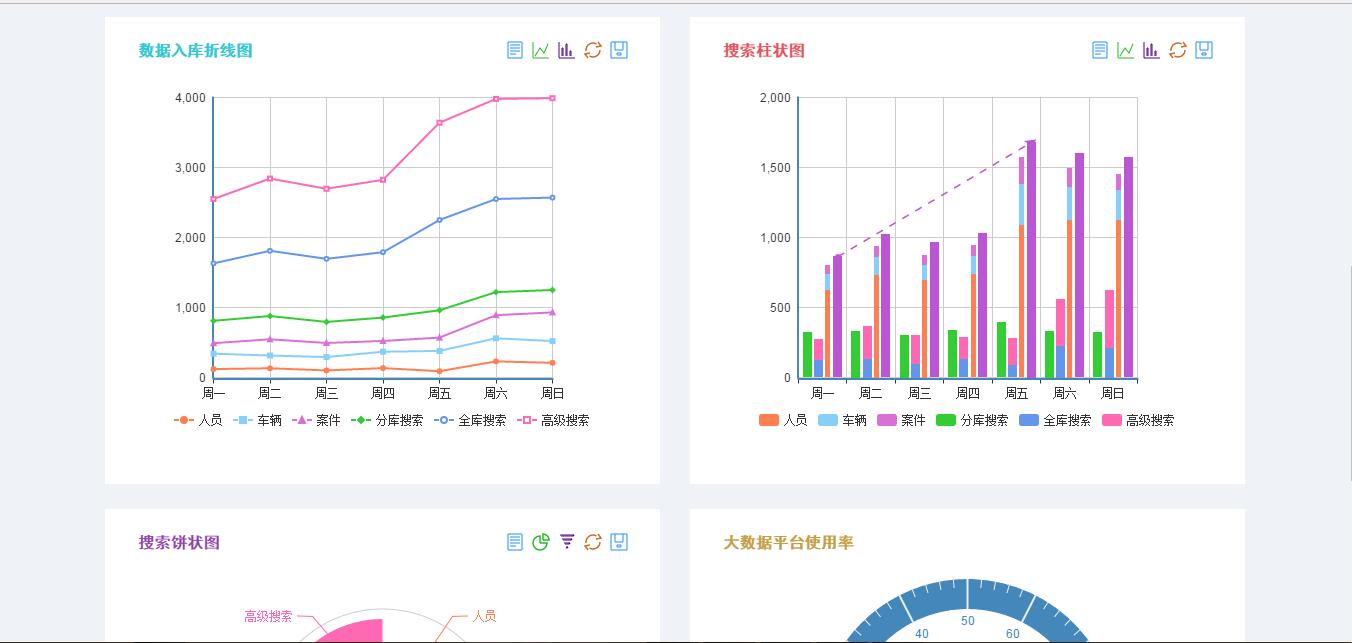 数据入库折线图
4,000
3,000
2,000
1,000
0
周一 周二 周三 周四 周五 周六 周日
人员 车辆 案件 分库搜索 全库搜索 高级搜索
搜索柱状图
2,000
1,500
1,000
500
0
周一 周二 周三 周四 周五 周六 周日
人员 车辆 案件 分库搜索 全库搜索 高级搜索
搜索饼状图
高级搜索 人员
大数据平台使用率
40 50 60